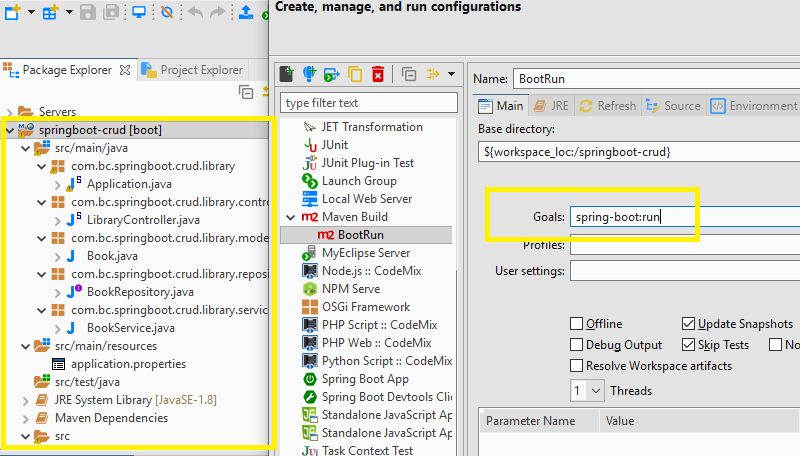 Create, manage, and run configurations
Package Explorer
Project Explorer
Servers
springboot-crud [boot]
src/main/java
com.bc.springboot.crud.library
Application.java
com.bc.springboot.crud.library.contro
LibraryController.java
com.bc.springboot.crud.library.mode
Book.java
com.bc.springboot.crud.library.reposi
BookRepository.java
com.bc.springboot.crud.library.servic
BookService.java
src/main/resources
application.properties
src/test/java
JRE System Library [JavaSE-1.8]
Maven Dependencies
src
type filter text
JET Transformation
JUnit
JUnit Plug-in Test
Launch Group
Local Web Server
Maven Build
BootRun
MyEclipse Server
Node.js :: CodeMix
NPM Serve
OSGi Framework
PHP Script :: CodeMix
PHP Web :: CodeMix
Python Script :: CodeMix
Spring Boot App
Spring Boot Devtools Clie
Standalone JavaScript Ap
Standalone JavaScript Ap
Task Context Test
Name: BootRun
Main JRE Refresh Source Environment
Base directory:
${workspace_loc:/springboot-crud}
Goals: spring-boot:run
Profiles:
User settings:
Offline Update Snapshots
Debug Output Skip Tests No
Resolve Workspace artifacts
1 Threads
Parameter Name Value